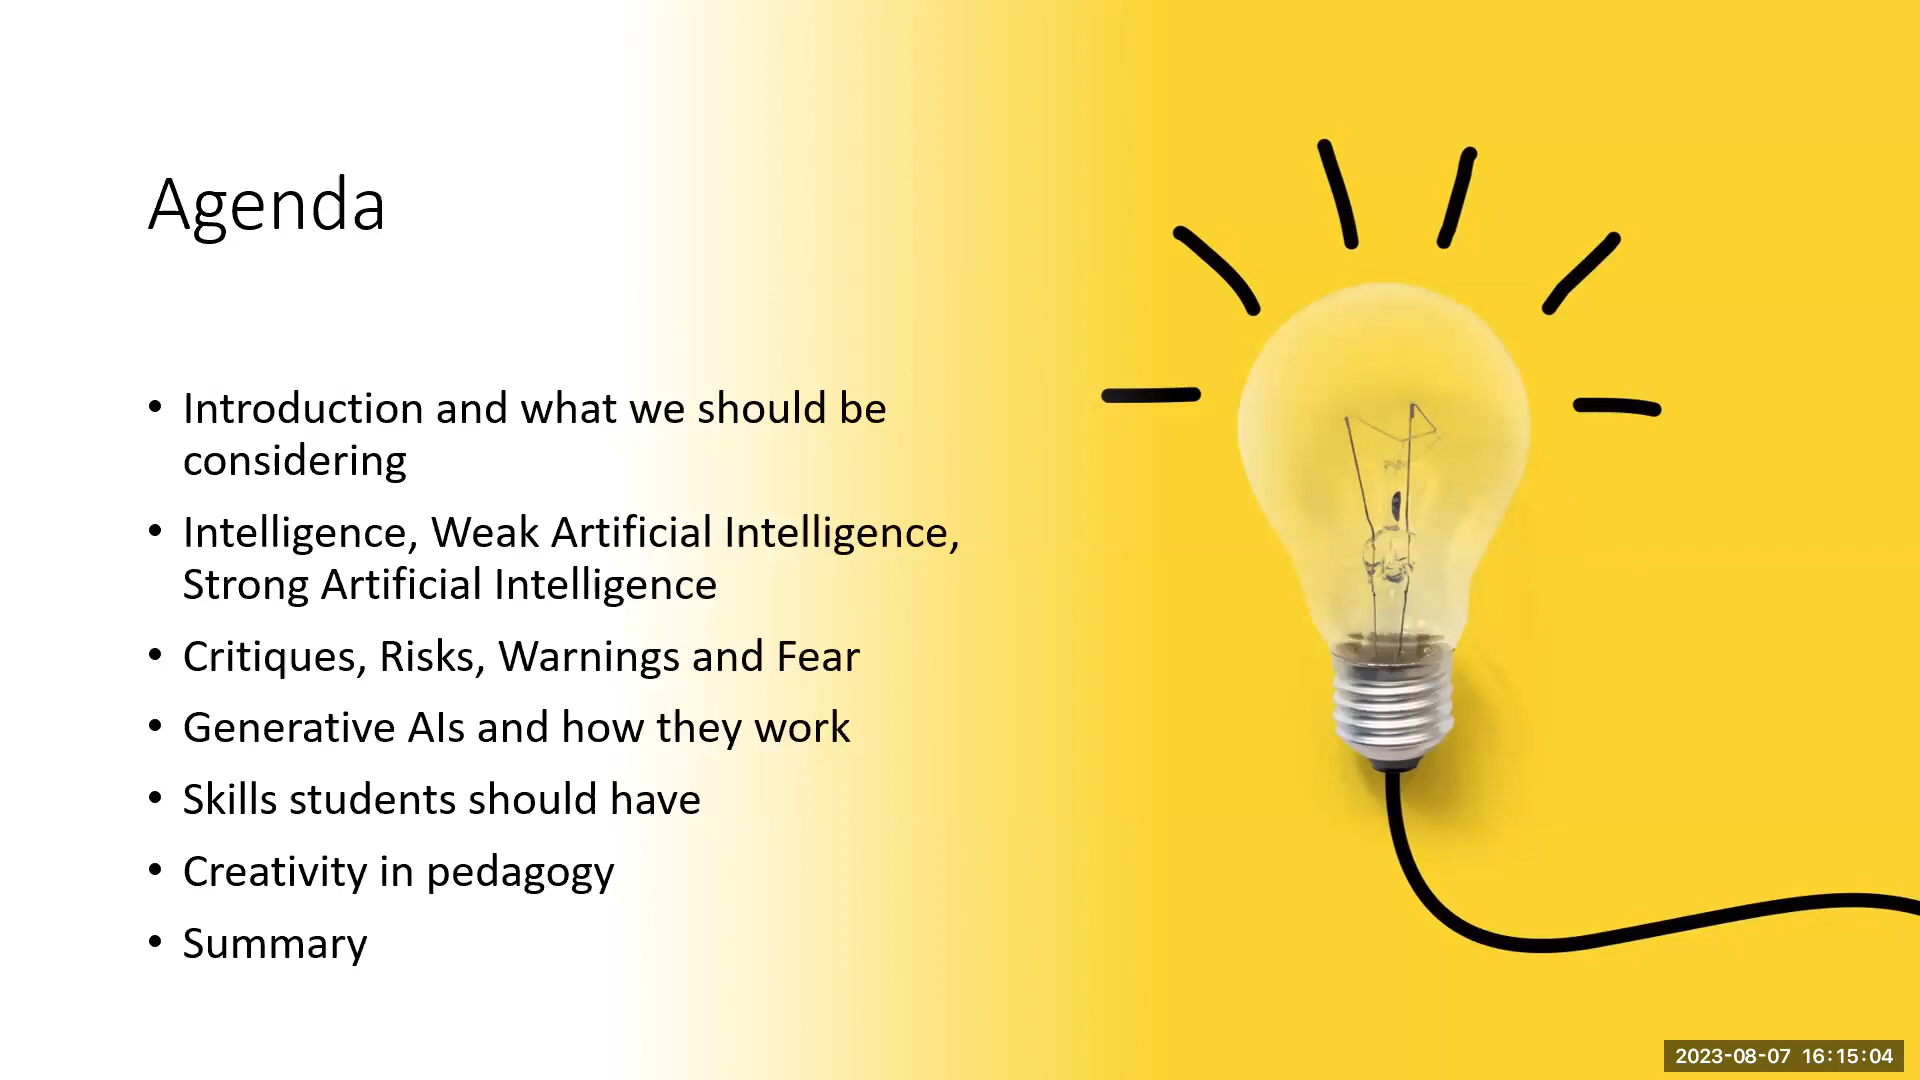 Agenda
• Introduction and what we should be
considering
• Intelligence, Weak Artificial Intelligence,
Strong Artificial Intelligence
• Critiques, Risks, Warnings and Fear
• Generative AIs and how they work
• Skills students should have
• Creativity in pedagogy
• Summary
2023-08-07 16:15:04